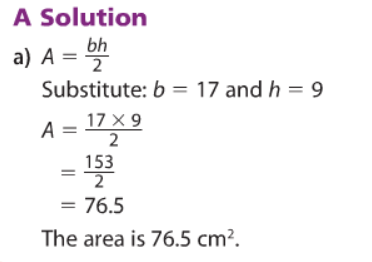 A Solution
a) A = bh/2
Substitute: b = 17 and h = 9
A = 17 × 9/2
= 153/2
= 76.5
The area is 76.5 cm².